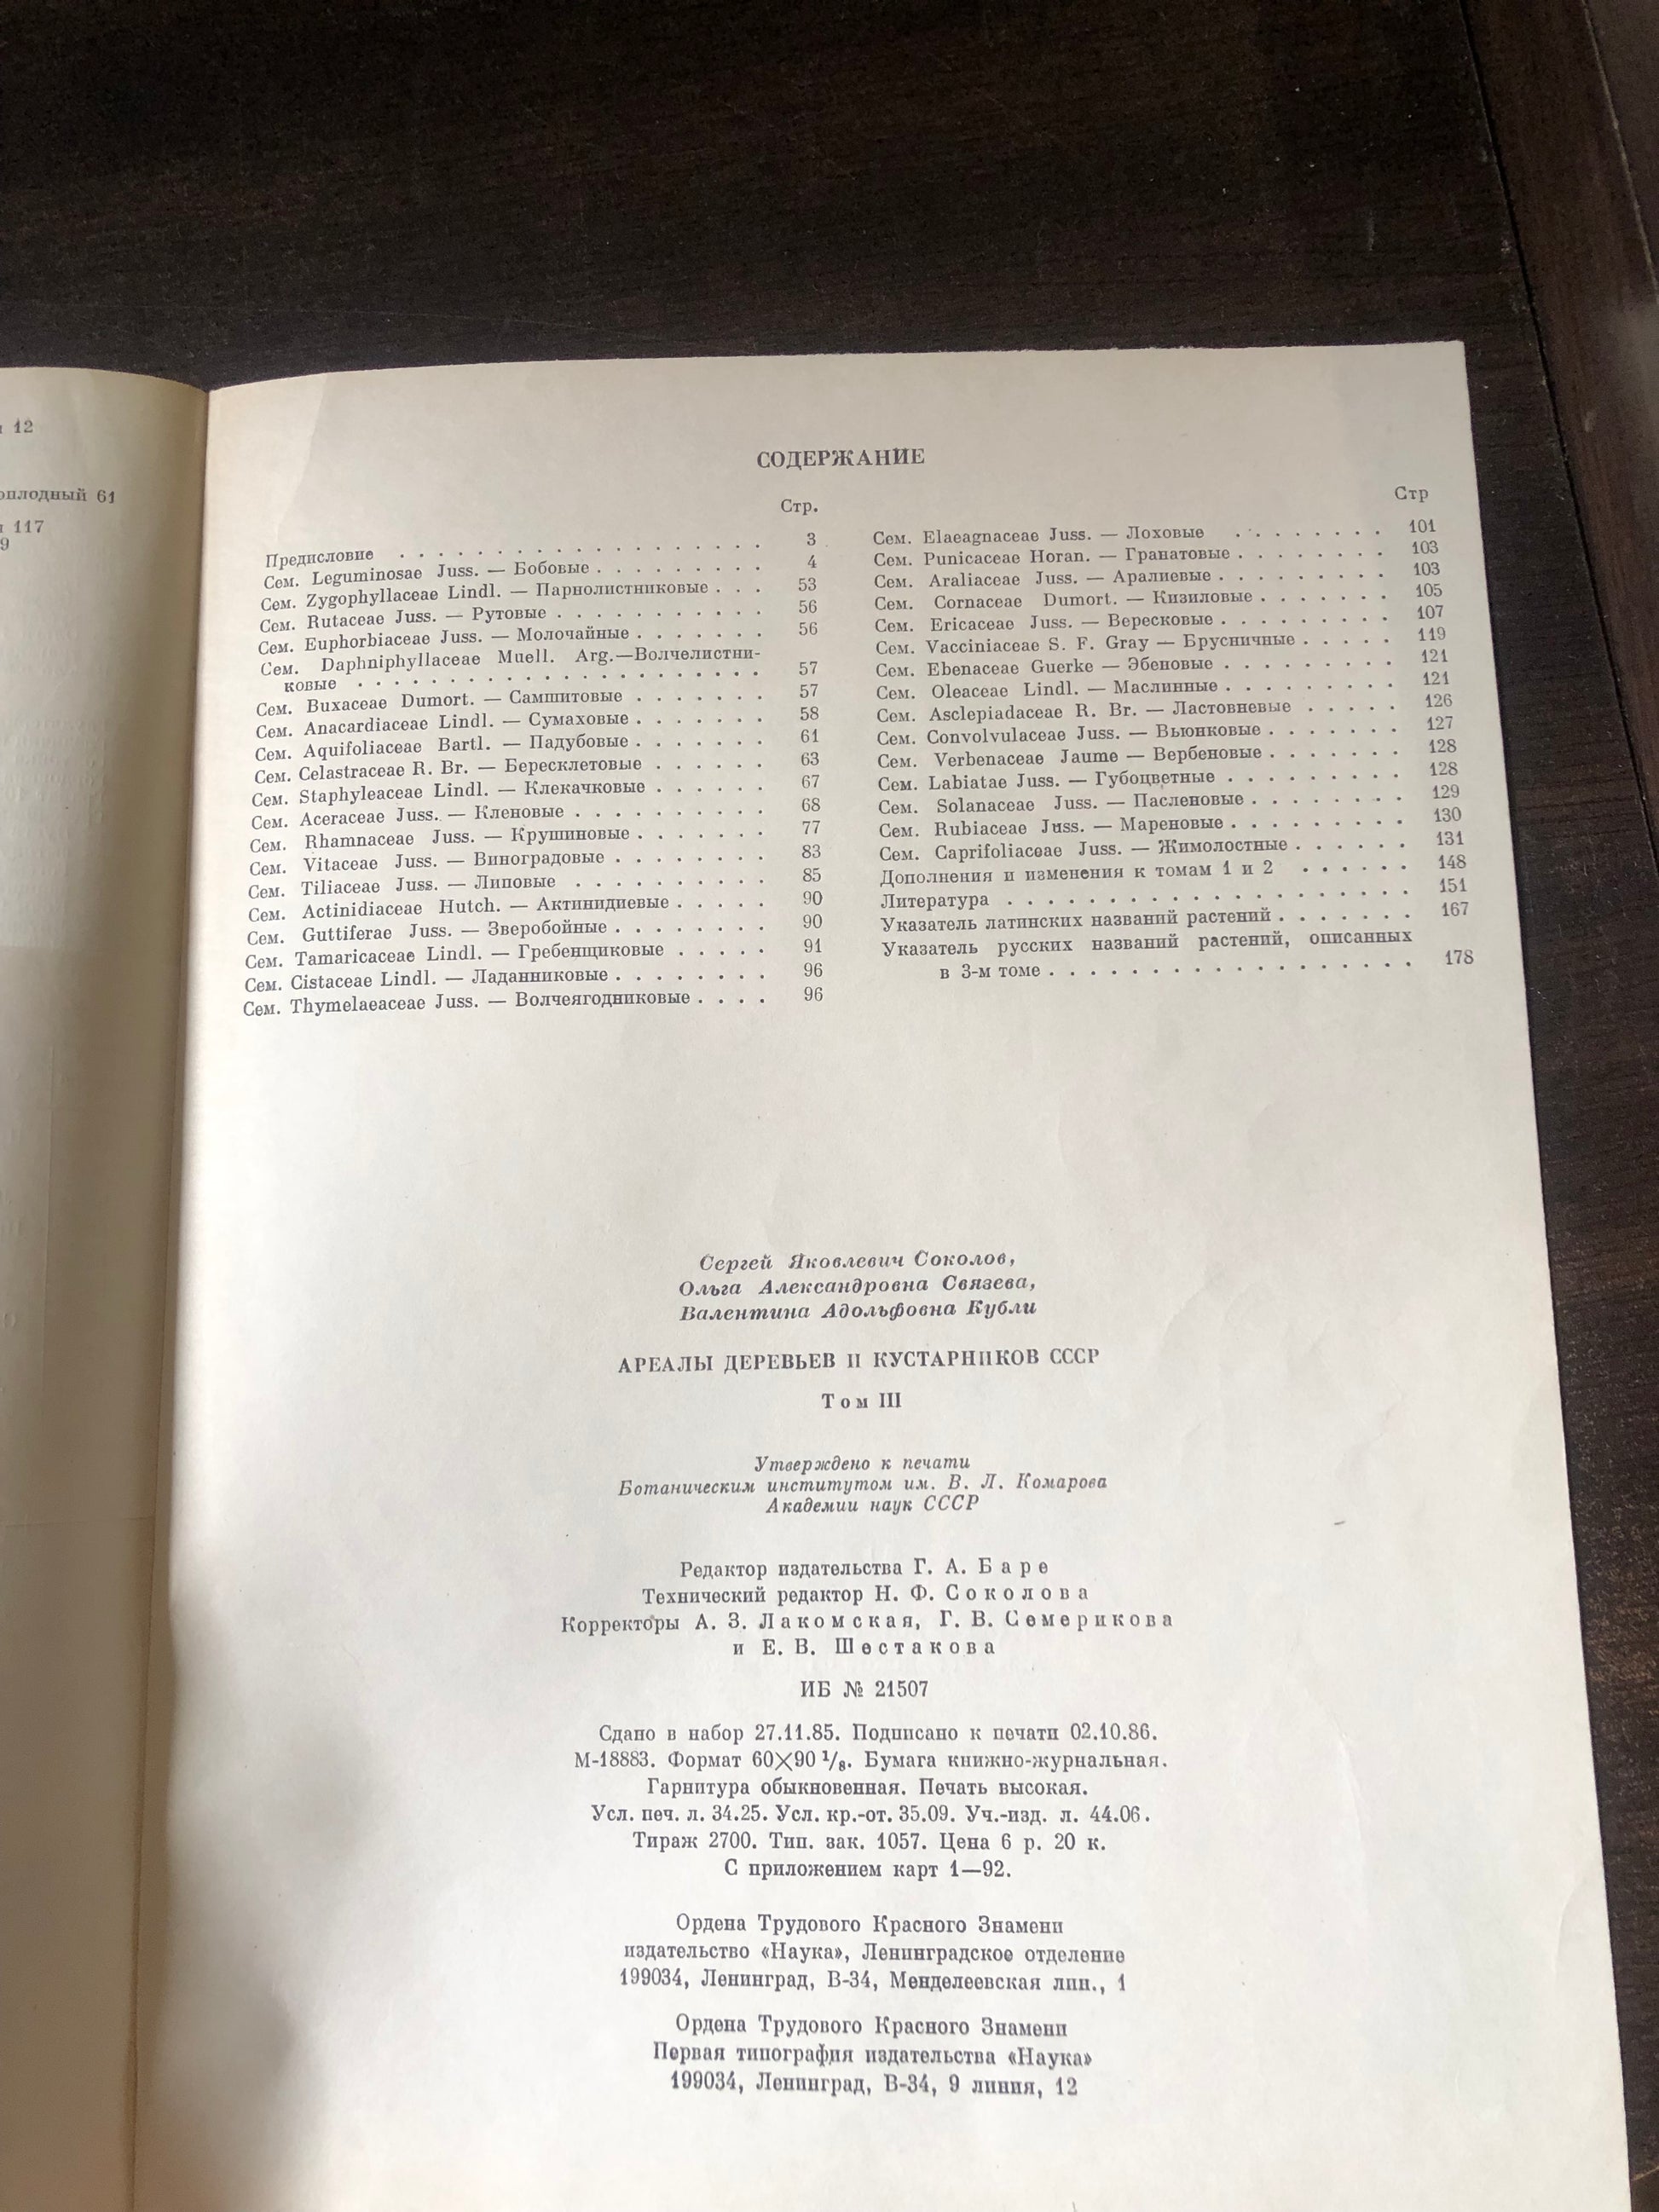 12
оплодный 61
117
9
СОДЕРЖАНИЕ
Стр.
Предисловие . . . . . . . . . . . . . . . . . . 3
Сем. Leguminosae Juss. — Бобовые . . . . . . . . . 4
Сем. Zygophyllaceae Lindl. — Парнолистниковые . . . 53
Сем. Rutaceae Juss. — Рутовые . . . . . . . . . . . 56
Сем. Euphorbiaceae Juss. — Молочайные . . . . . . . 56
Сем. Daphniphyllaceae Muell. Arg.—Волчелистни-
ковые . . . . . . . . . . . . . . . . . . . . 57
Сем. Buxaceae Dumort. — Самшитовые . . . . . . . 57
Сем. Anacardiaceae Lindl. — Сумаховые . . . . . . . 58
Сем. Aquifoliaceae Bartl. — Падубовые . . . . . . . 61
Сем. Celastraceae R. Br. — Бересклетовые . . . . . . 63
Сем. Staphyleaceae Lindl. — Клекачковые . . . . . . 67
Сем. Aceraceae Juss. — Кленовые . . . . . . . . . . 68
Сем. Rhamnaceae Juss. — Крушиновые . . . . . . . 77
Сем. Vitaceae Juss. — Виноградовые . . . . . . . . 83
Сем. Tiliaceae Juss. — Липовые . . . . . . . . . . 85
Сем. Actinidiaceae Hutch. — Актинидиевые . . . . . 90
Сем. Guttiferae Juss. — Зверобойные . . . . . . . . 90
Сем. Tamaricaceae Lindl. — Гребенщиковые . . . . . 91
Сем. Cistaceae Lindl. — Ладанниковые . . . . . . . . 96
Сем. Thymelaeaceae Juss. — Волчеягодниковые . . . . 96
Стр
Сем. Elaeagnaceae Juss. — Лоховые . . . . . . . . 101
Сем. Punicaceae Horan. — Гранатовые . . . . . . . . 103
Сем. Araliaceae Juss. — Аралиевые . . . . . . . . . 103
Сем. Cornaceae Dumort. — Кизиловые . . . . . . . 105
Сем. Ericaceae Juss. — Вересковые . . . . . . . . . 107
Сем. Vacciniaceae S. F. Gray — Брусничные . . . . . 119
Сем. Ebenaceae Guerke — Эбеновые . . . . . . . . . 121
Сем. Oleaceae Lindl. — Маслинные . . . . . . . . . 121
Сем. Asclepiadaceae R. Br. — Ластовневые . . . . . 126
Сем. Convolvulaceae Juss. — Вьюнковые . . . . . . . 127
Сем. Verbenaceae Jaume — Вербеновые . . . . . . . 128
Сем. Labiatae Juss. — Губоцветные . . . . . . . . . 128
Сем. Solanaceae Juss. — Пасленовые . . . . . . . . 129
Сем. Rubiaceae Juss. — Мареновые . . . . . . . . . 130
Сем. Caprifoliaceae Juss. — Жимолостные . . . . . . 131
Дополнения и изменения к томам 1 и 2 . . . . . . 148
Литература . . . . . . . . . . . . . . . . . . 151
Указатель латинских названий растений . . . . . . . 167
Указатель русских названий растений, описанных
в 3-м томе . . . . . . . . . . . . . . . . . 178
Сергей Яковлевич Соколов,
Ольга Александровна Связева,
Валентина Адольфовна Кубли
АРЕАЛЫ ДЕРЕВЬЕВ И КУСТАРНИКОВ СССР
Том III
Утверждено к печати
Ботаническим институтом им. В. Л. Комарова
Академии наук СССР
Редактор издательства Г. А. Баре
Технический редактор Н. Ф. Соколова
Корректоры А. З. Лакомская, Г. В. Семерикова
и Е. В. Шестакова
ИБ № 21507
Сдано в набор 27.11.85. Подписано к печати 02.10.86.
М-18883. Формат 60×90 1/8. Бумага книжно-журнальная.
Гарнитура обыкновенная. Печать высокая.
Усл. печ. л. 34.25. Усл. кр.-от. 35.09. Уч.-изд. л. 44.06.
Тираж 2700. Тип. зак. 1057. Цена 6 р. 20 к.
С приложением карт 1—92.
Ордена Трудового Красного Знамени
издательство «Наука», Ленинградское отделение
199034, Ленинград, В-34, Менделеевская лин., 1
Ордена Трудового Красного Знамени
Первая типография издательства «Наука»
199034, Ленинград, В-34, 9 линия, 12